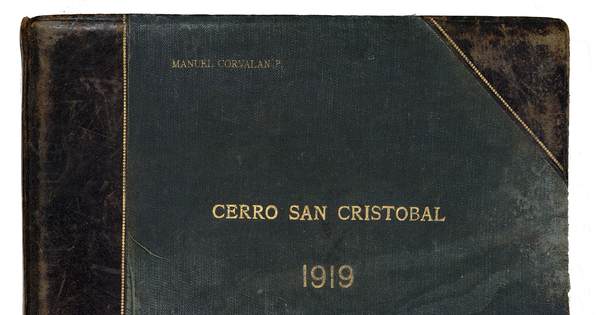 MANUEL CORVALAN P.
CERRO SAN CRISTOBAL
1919